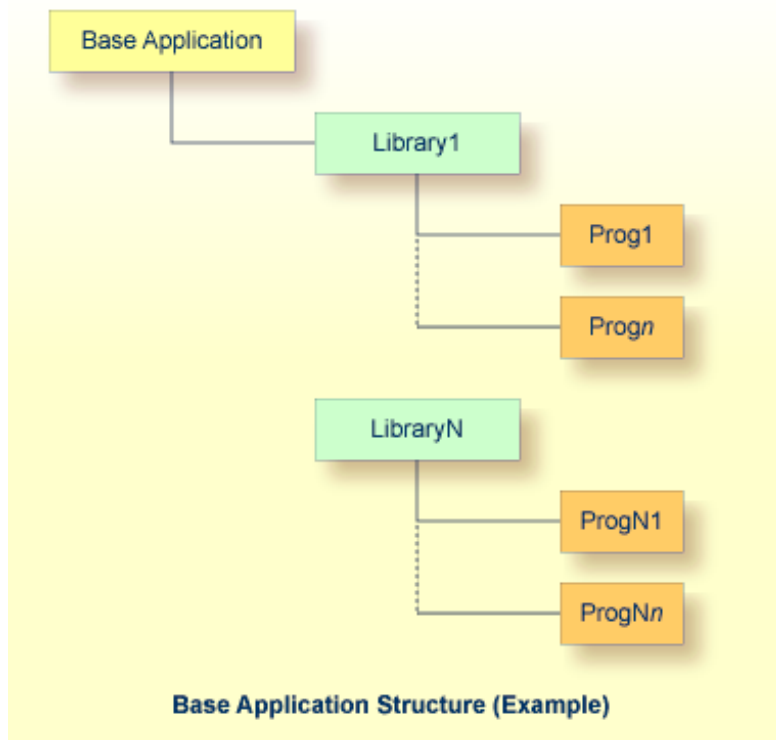 Base Application
Library1
Prog1
Progn
LibraryN
ProgN1
ProgNn
Base Application Structure (Example)